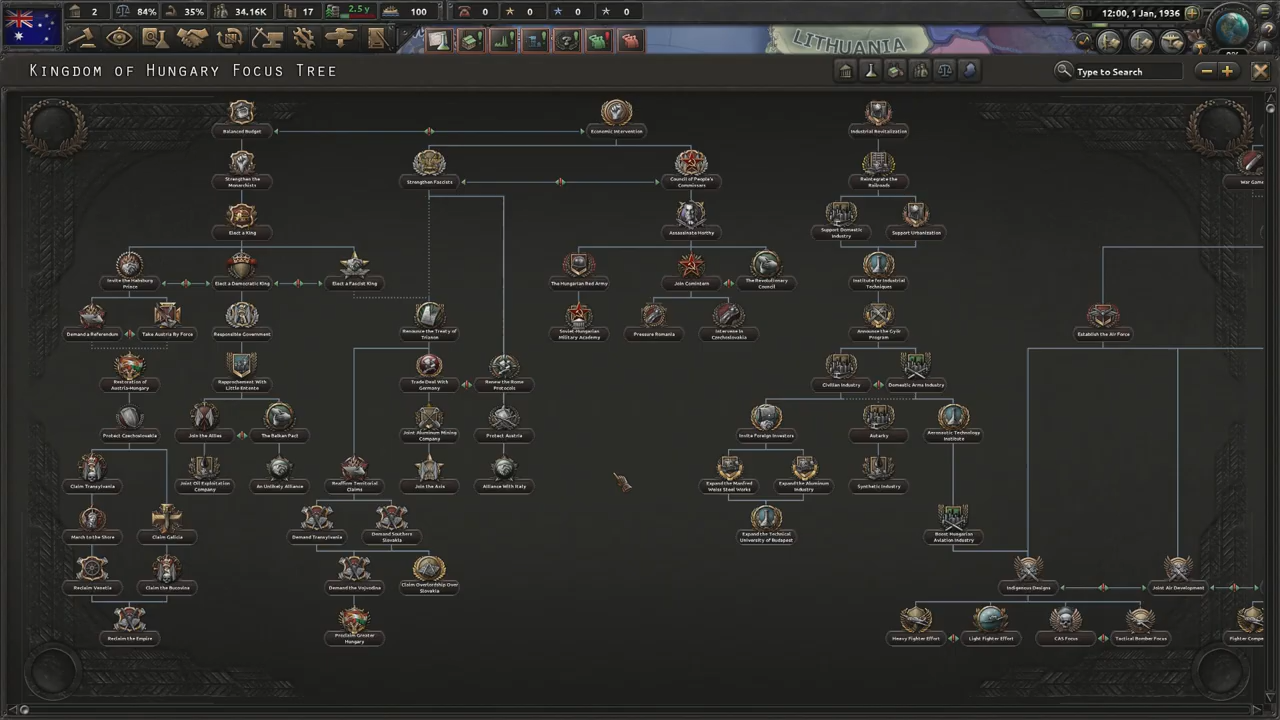 2 84% 35% 34.16K 17 2.5 y 100 0 0 0 0 12:00, 1 Jan, 1936
LITHUANIA
Kingdom of Hungary Focus Tree Type to Search
Balanced Budget Economic Intervention Industrial Revitalization
Strengthen the Monarchists Strengthen Fascists Council of People's Commissars Reintegrate the Railroads War Game
Elect a King Assassinate Horthy Support Domestic Industry Support Urbanization
Invite the Habsburg Prince Elect a Democratic King Elect a Fascist King The Hungarian Red Army Join Comintern The Revolutionary Council Institute for Industrial Techniques
Demand a Referendum Take Austria By Force Responsible Government Renounce the Treaty of Trianon Soviet-Hungarian Military Academy Pressure Romania Intervene in Czechoslovakia Announce the Győr Program Establish the Air Force
Restoration of Austria-Hungary Rapprochement With Little Entente Trade Deal With Germany Renew the Rome Protocols Civilian Industry Domestic Arms Industry
Protect Czechoslovakia Join the Allies The Balkan Pact Joint Aluminum Mining Company Protect Austria Invite Foreign Investors Autarky Aeronautic Technology Institute
Claim Transylvania Joint Oil Exploitation Company An Unlikely Alliance Reaffirm Territorial Claims Join the Axis Alliance With Italy Expand the Manfred Weiss Steel Works Expand the Aluminum Industry Synthetic Industry
March to the Shore Claim Galicia Demand Transylvania Demand Southern Slovakia Expand the Technical University of Budapest Boost Hungarian Aviation Industry
Reclaim Venetia Claim the Bucovina Demand the Vojvodina Claim Overlordship Over Slovakia Indigenous Designs Joint Air Development
Reclaim the Empire Proclaim Greater Hungary Heavy Fighter Effort Light Fighter Effort CAS Focus Tactical Bomber Focus Fighter Compe